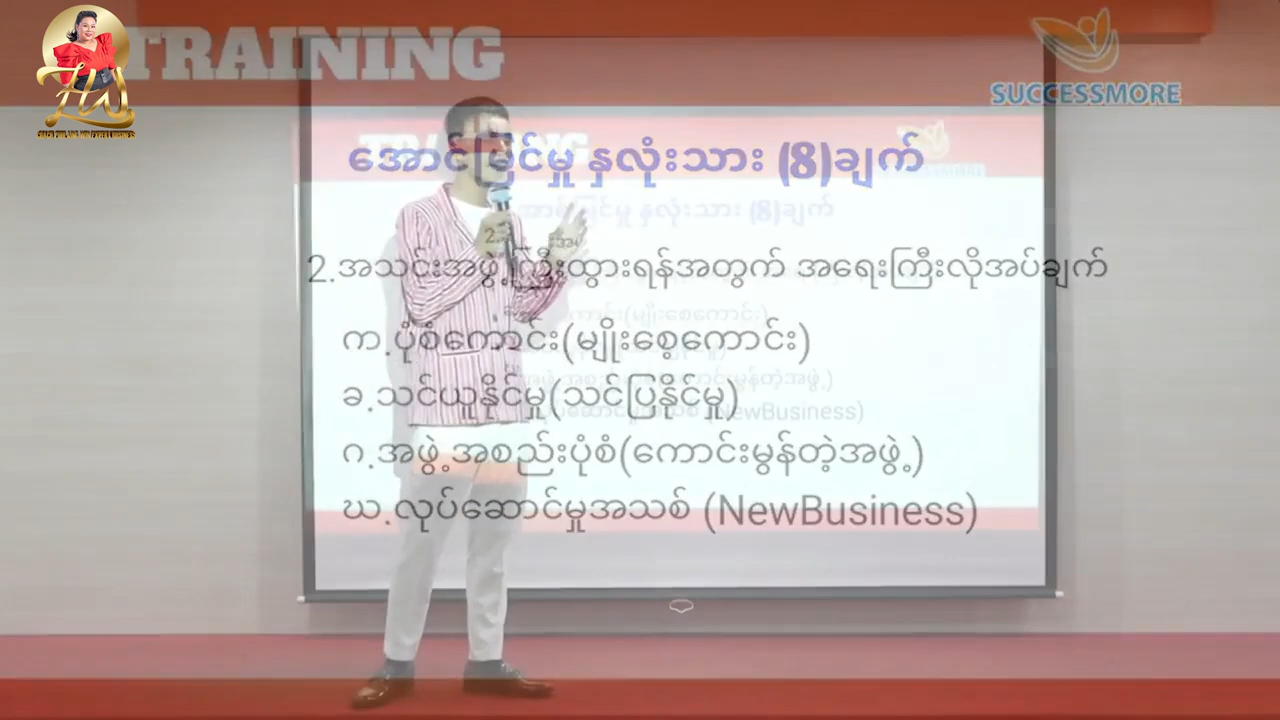 TRAINING
SUCCESSMORE
အောင်မြင်မှု နှလုံးသား (8)ချက်
2.အသင်းအဖွဲ့ကြီးထွားရန်အတွက် အရေးကြီးလိုအပ်ချက်
က.ပုံစံကောင်း(မျိုးစေ့ကောင်း)
ခ.သင်ယူနိုင်မှု(သင်ပြနိုင်မှု)
ဂ.အဖွဲ့အစည်းပုံစံ(ကောင်းမွန်တဲ့အဖွဲ့)
ဃ.လုပ်ဆောင်မှုအသစ် (NewBusiness)